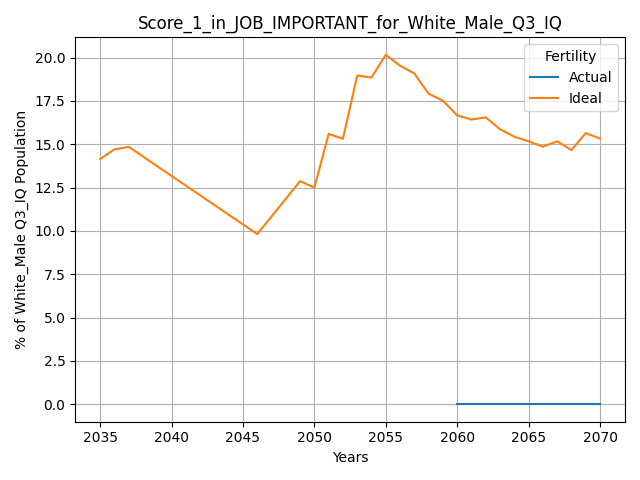 Score_1_in_JOB_IMPORTANT_for_White_Male_Q3_IQ
Fertility
Actual
Ideal
% of White_Male Q3_IQ Population
20.0
17.5
15.0
12.5
10.0
7.5
5.0
2.5
0.0
2035 2040 2045 2050 2055 2060 2065 2070
Years